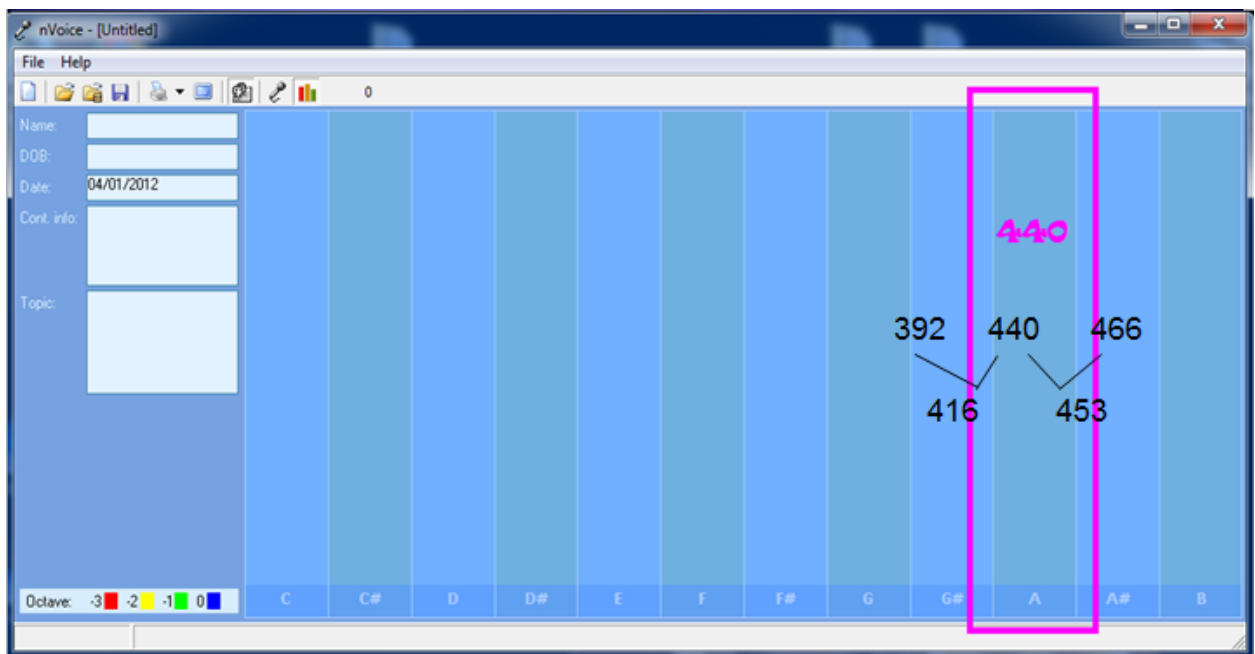 nVoice - [Untitled]
File Help
0
Name:
DOB:
Date: 04/01/2012
Cont. info:
Topic:
440
392 440 466
416 453
Octave: -3 -2 -1 0
C C# D D# E F F# G G# A A# B